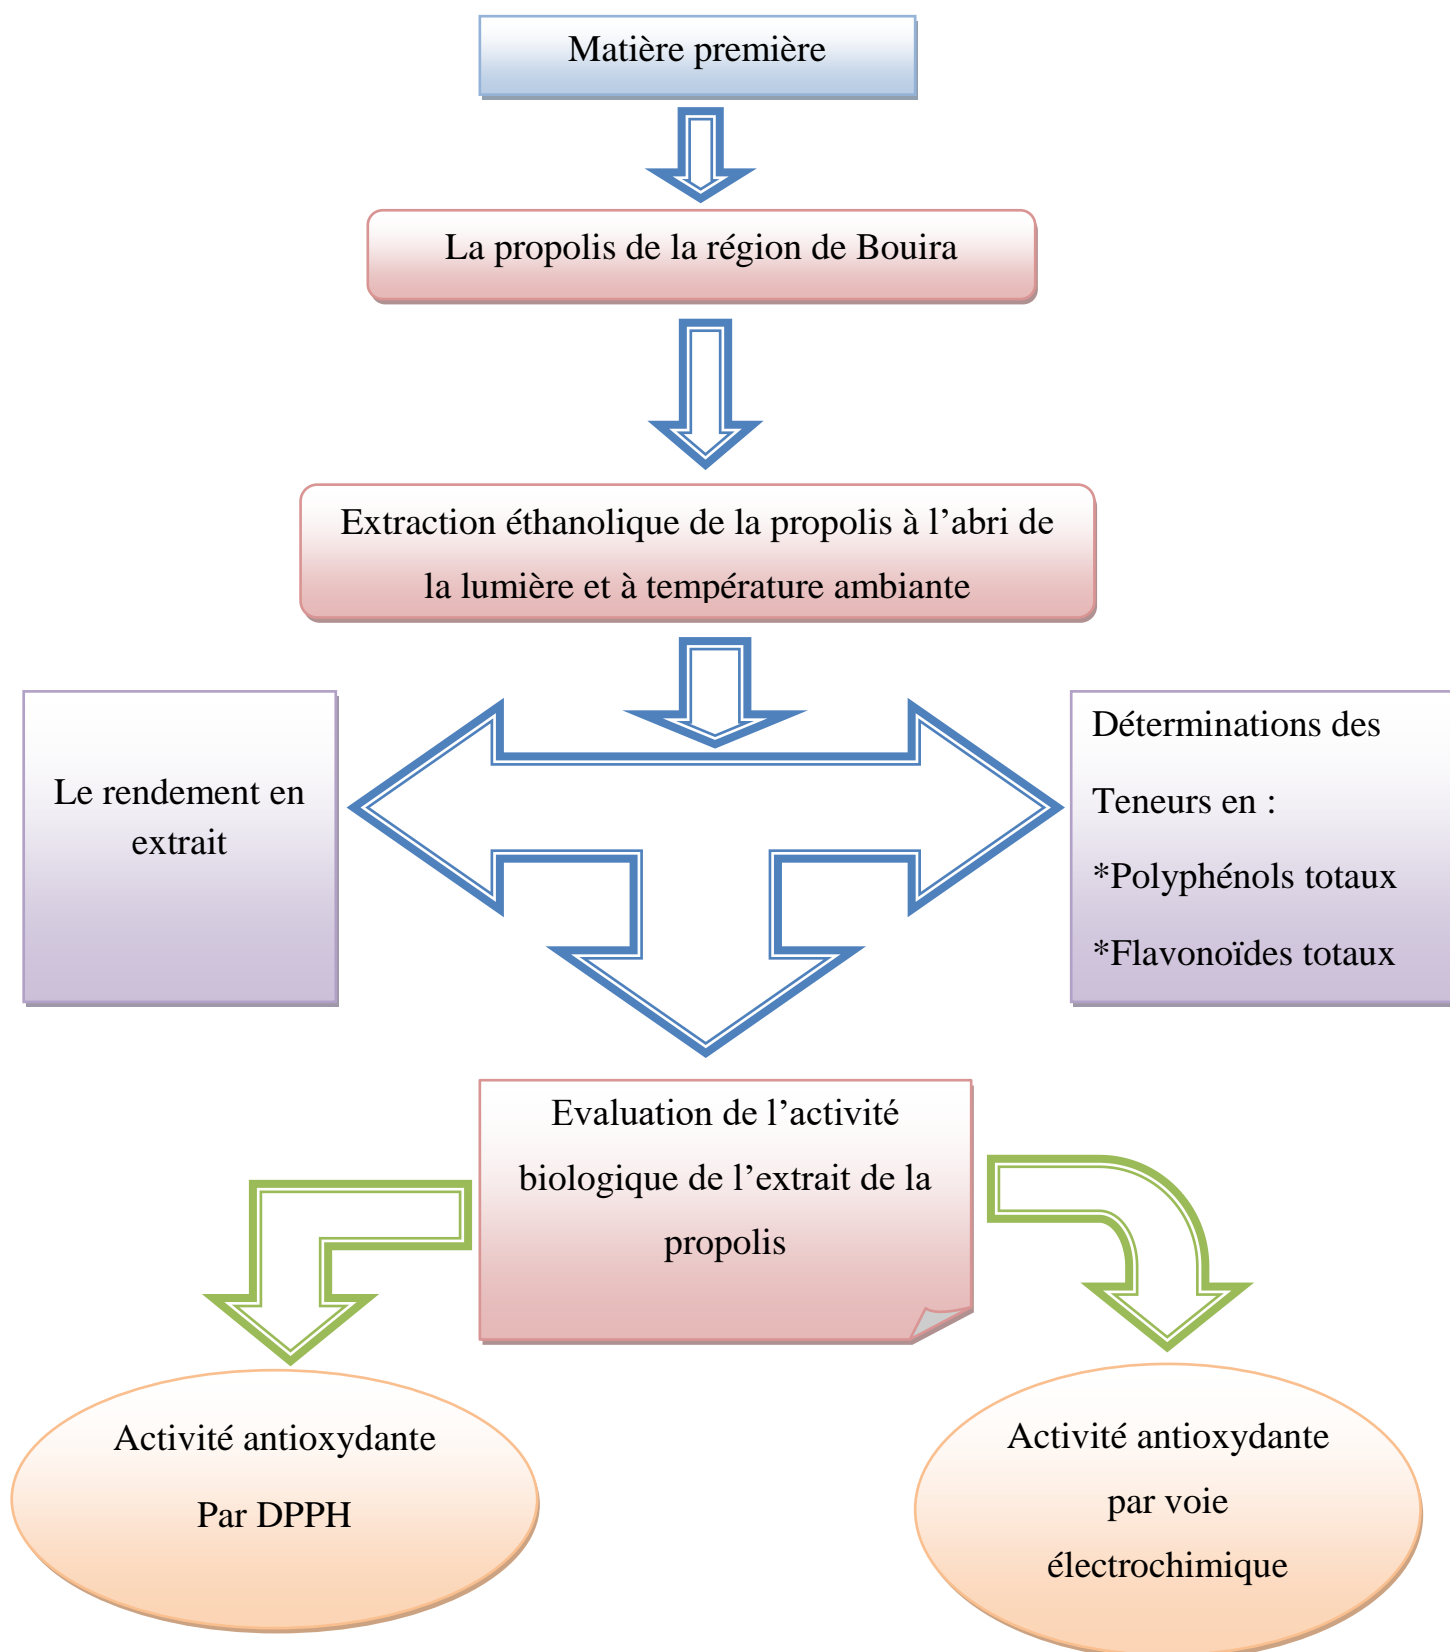 Matière première
La propolis de la région de Bouira
Extraction éthanolique de la propolis à l’abri de
la lumière et à température ambiante
Le rendement en
extrait
Déterminations des
Teneurs en :
*Polyphénols totaux
*Flavonoïdes totaux
Evaluation de l’activité
biologique de l’extrait de la
propolis
Activité antioxydante
Par DPPH
Activité antioxydante
par voie
électrochimique